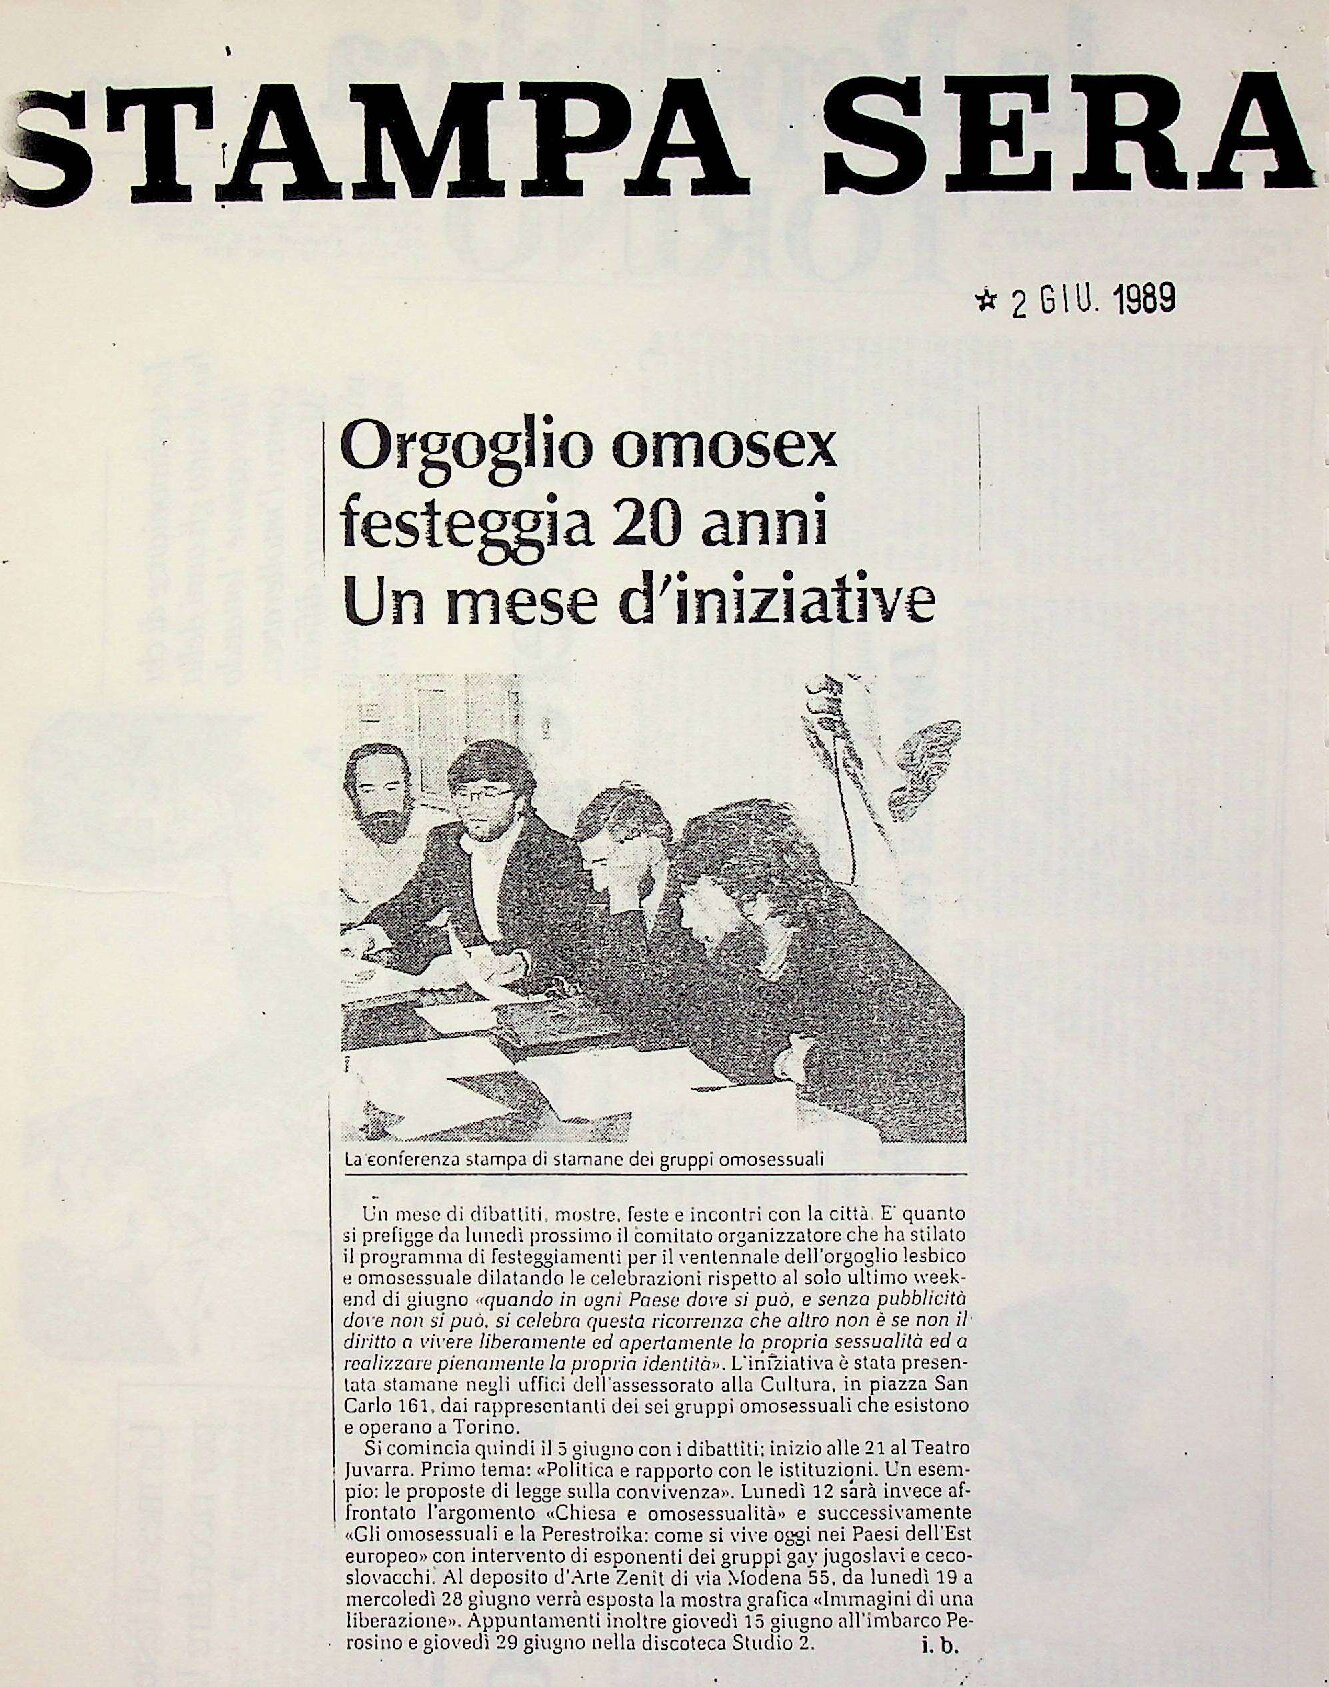 STAMPA SERA
☆ 2 GIU. 1989
Orgoglio omosex
festeggia 20 anni
Un mese d'iniziative
La conferenza stampa di stamane dei gruppi omosessuali
Un mese di dibattiti, mostre, feste e incontri con la città. E' quanto
si prefigge da lunedì prossimo il comitato organizzatore che ha stilato
il programma di festeggiamenti per il ventennale dell'orgoglio lesbico
e omosessuale dilatando le celebrazioni rispetto al solo ultimo week-
end di giugno «quando in ogni Paese dove si può, e senza pubblicità
dove non si può, si celebra questa ricorrenza che altro non è se non il
diritto a vivere liberamente ed apertamente la propria sessualità ed a
realizzare pienamente la propria identità». L'iniziativa è stata presen-
tata stamane negli uffici dell'assessorato alla Cultura, in piazza San
Carlo 161, dai rappresentanti dei sei gruppi omosessuali che esistono
e operano a Torino.
Si comincia quindi il 5 giugno con i dibattiti; inizio alle 21 al Teatro
Juvarra. Primo tema: «Politica e rapporto con le istituzioni. Un esem-
pio: le proposte di legge sulla convivenza». Lunedì 12 sarà invece af-
frontato l'argomento «Chiesa e omosessualità» e successivamente
«Gli omosessuali e la Perestroika: come si vive oggi nei Paesi dell'Est
europeo» con intervento di esponenti dei gruppi gay jugoslavi e ceco-
slovacchi. Al deposito d'Arte Zenit di via Modena 55, da lunedì 19 a
mercoledì 28 giugno verrà esposta la mostra grafica «Immagini di una
liberazione». Appuntamenti inoltre giovedì 15 giugno all'imbarco Pe-
rosino e giovedì 29 giugno nella discoteca Studio 2.
i. b.